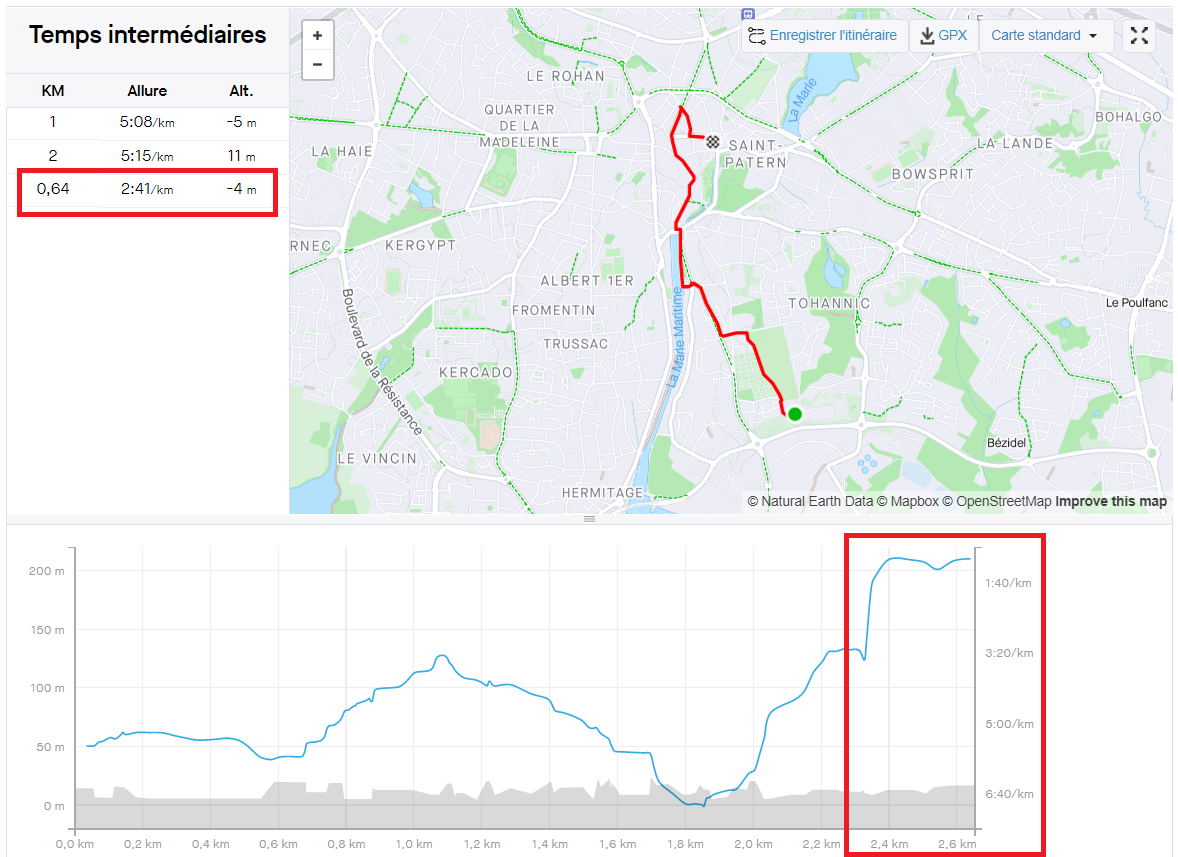 Temps intermédiaires
KM Allure Alt.
1 5:08/km -5 m
2 5:15/km 11 m
0,64 2:41/km -4 m
+
−
Enregistrer l'itinéraire
GPX
Carte standard
LE
LE ROHAN
QUARTIER
DE LA
MADELEINE
La Marle
BOHALGO
LA HAIE
SAINT-
PATERN
LA LANDE
BOWSPRIT
RNEC
KERGYPT
ALBERT 1ER
TOHANNIC
Le Poulfanc
FROMENTIN
Boulevard de la Résistance
La Marle Maritime
TRUSSAC
KERCADO
Bézidel
LE VINCIN
HERMITAGE
© Natural Earth Data © Mapbox © OpenStreetMap Improve this map
200 m
150 m
100 m
50 m
0 m
1:40/km
3:20/km
5:00/km
6:40/km
0,0 km 0,2 km 0,4 km 0,6 km 0,8 km 1,0 km 1,2 km 1,4 km 1,6 km 1,8 km 2,0 km 2,2 km 2,4 km 2,6 km